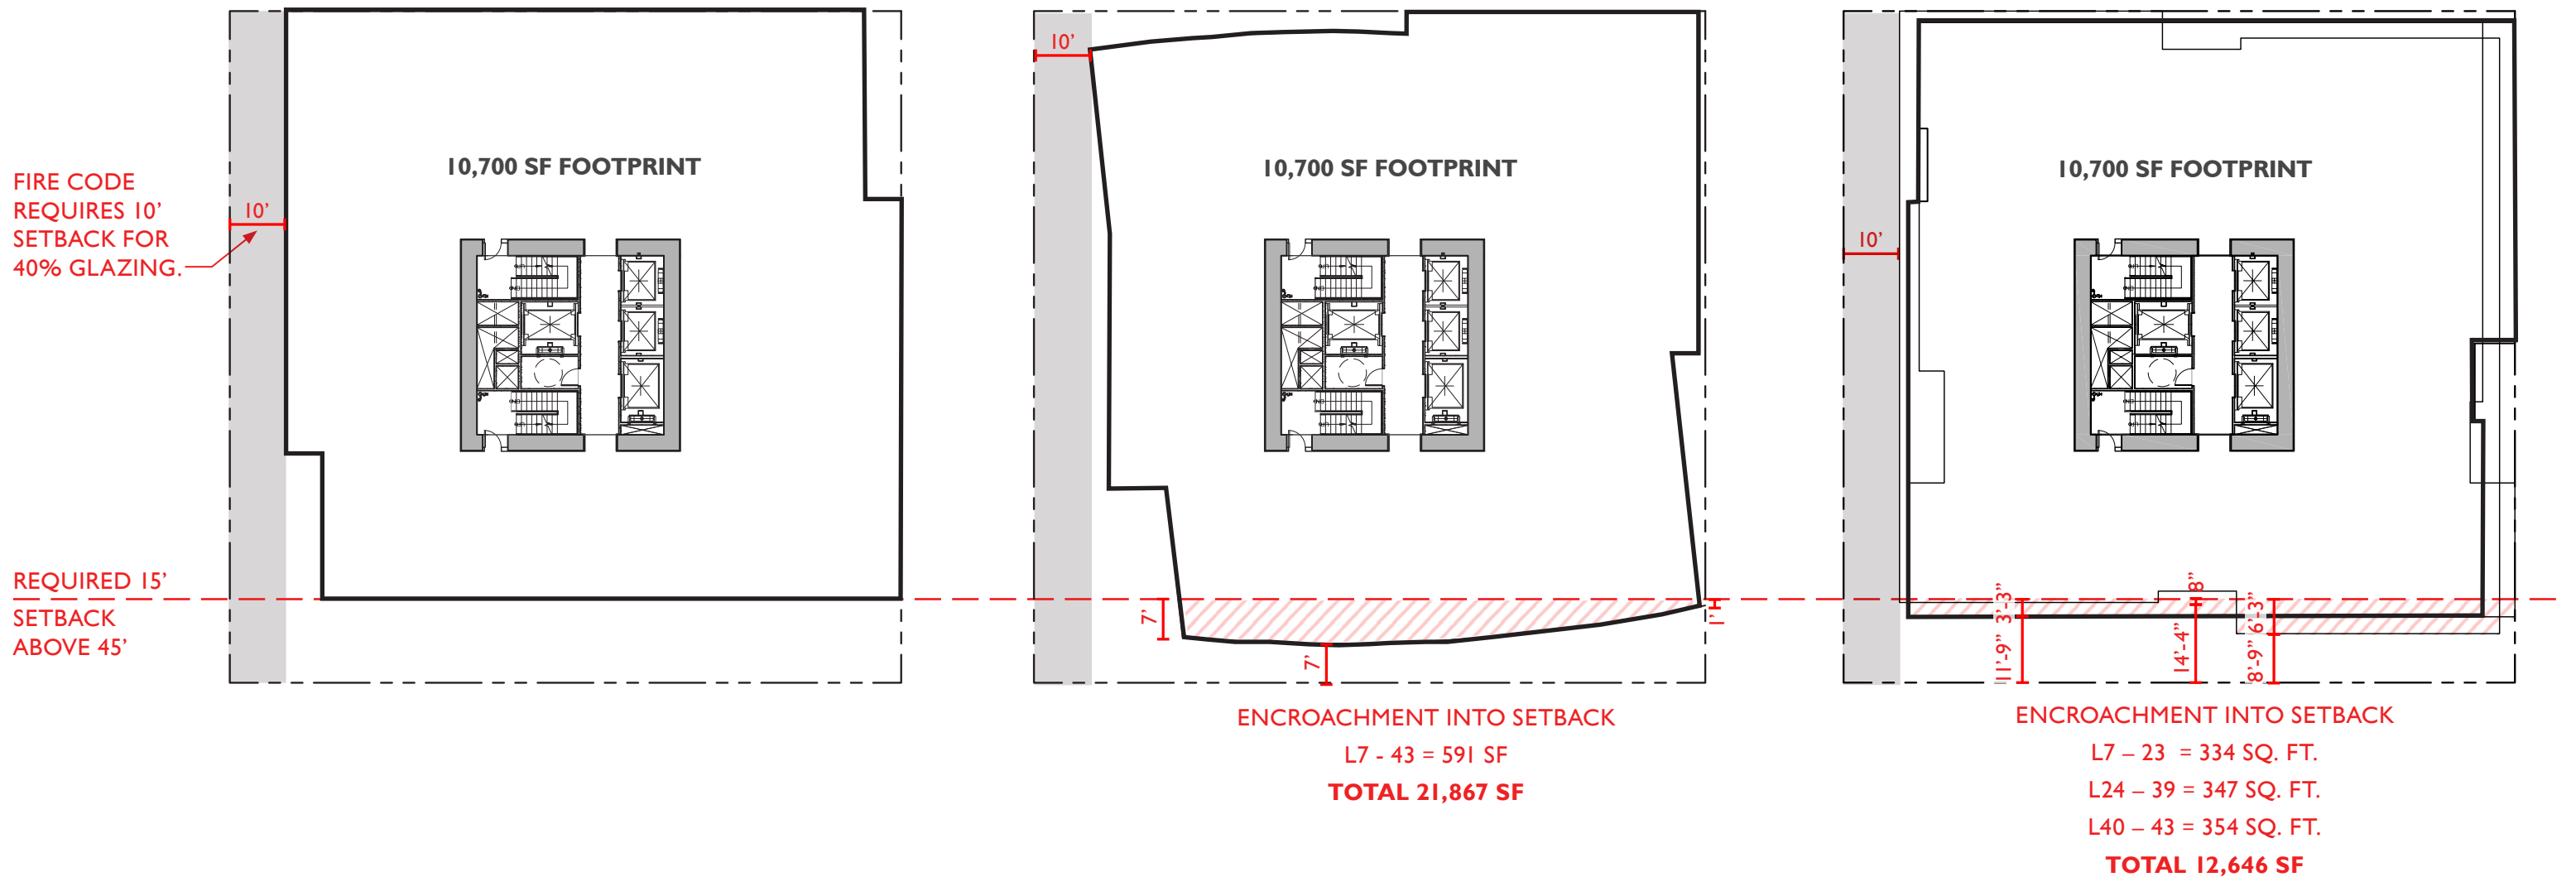 10,700 SF FOOTPRINT
FIRE CODE
REQUIRES 10’
SETBACK FOR
40% GLAZING.
10’
REQUIRED 15’
SETBACK
ABOVE 45’
10’
10,700 SF FOOTPRINT
7’
7’
1’
ENCROACHMENT INTO SETBACK
L7 - 43 = 591 SF
TOTAL 21,867 SF
10,700 SF FOOTPRINT
10’
3’-3”
11’-9”
8”
14’-4”
6’-3”
8’-9”
ENCROACHMENT INTO SETBACK
L7 – 23 = 334 SQ. FT.
L24 – 39 = 347 SQ. FT.
L40 – 43 = 354 SQ. FT.
TOTAL 12,646 SF